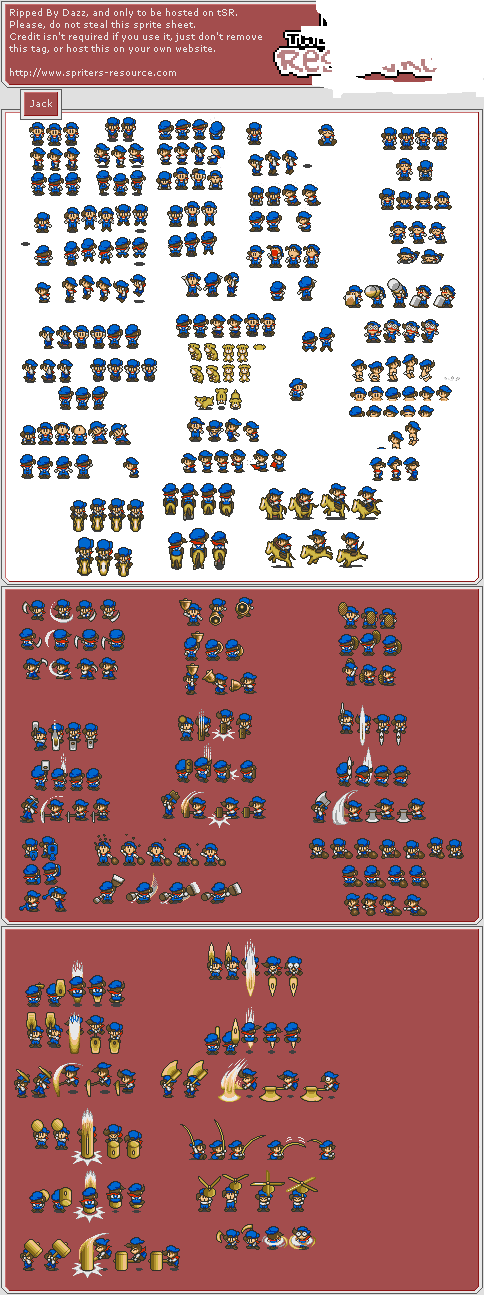 Ripped By Dazz, and only to be hosted on tSR.
Please, do not steal this sprite sheet.
Credit isn't required if you use it, just don't remove
this tag, or host this on your own website.
http://www.spriters-resource.com
Jack